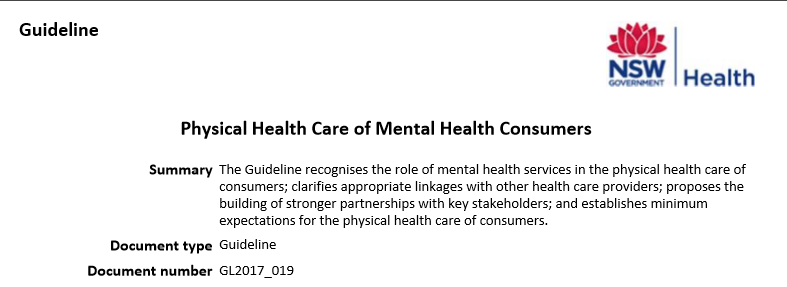 Guideline
NSW
GOVERNMENT
Health
Physical Health Care of Mental Health Consumers
Summary The Guideline recognises the role of mental health services in the physical health care of
consumers; clarifies appropriate linkages with other health care providers; proposes the
building of stronger partnerships with key stakeholders; and establishes minimum
expectations for the physical health care of consumers.
Document type Guideline
Document number GL2017_019